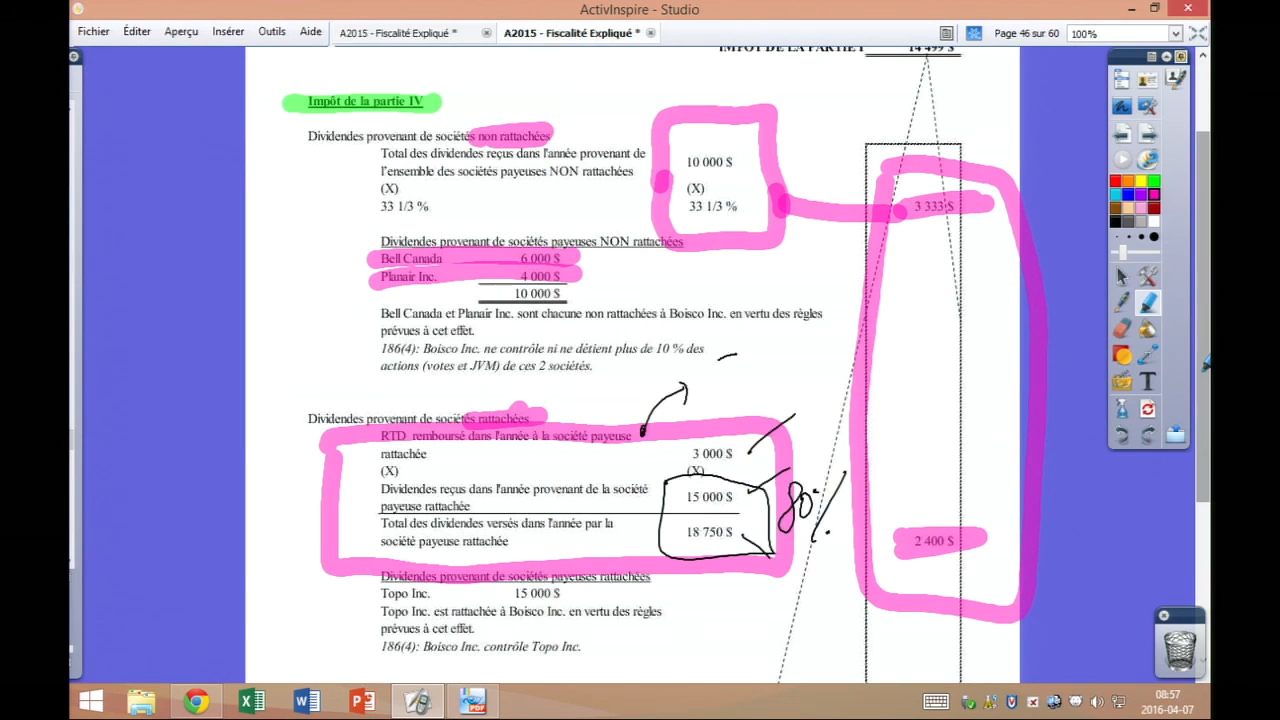 ActivInspire - Studio
Fichier Éditer Aperçu Insérer Outils Aide
A2015 - Fiscalité Expliqué * A2015 - Fiscalité Expliqué *
Page 46 sur 60 100%
IMPÔT DE LA PARTIE I 14 499 $
Impôt de la partie IV
Dividendes provenant de sociétés non rattachées
Total des dividendes reçus dans l'année provenant de
l'ensemble des sociétés payeuses NON rattachées 10 000 $
(X) (X)
33 1/3 % 33 1/3 % 3 333 $
Dividendes provenant de sociétés payeuses NON rattachées
Bell Canada 6 000 $
Planair Inc. 4 000 $
10 000 $
Bell Canada et Planair Inc. sont chacune non rattachées à Boisco Inc. en vertu des règles
prévues à cet effet.
186(4): Boisco Inc. ne contrôle ni ne détient plus de 10 % des
actions (votes et JVM) de ces 2 sociétés.
Dividendes provenant de sociétés rattachées
RTD remboursé dans l'année à la société payeuse
rattachée 3 000 $
(X) (X)
Dividendes reçus dans l'année provenant de la société 15 000 $
payeuse rattachée
80 %
Total des dividendes versés dans l'année par la 18 750 $
société payeuse rattachée 2 400 $
Dividendes provenant de sociétés payeuses rattachées
Topo Inc. 15 000 $
Topo Inc. est rattachée à Boisco Inc. en vertu des règles
prévues à cet effet.
186(4): Boisco Inc. contrôle Topo Inc.
08:57
2016-04-07